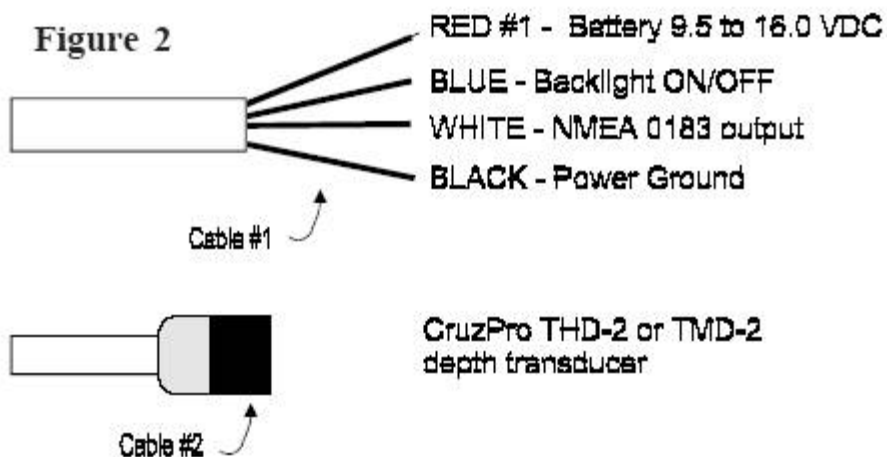 Figure 2
RED #1 - Battery 9.5 to 16.0 VDC
BLUE - Backlight ON/OFF
WHITE - NMEA 0183 output
BLACK - Power Ground
Cable #1
CruzPro THD-2 or TMD-2
depth transducer
Cable #2